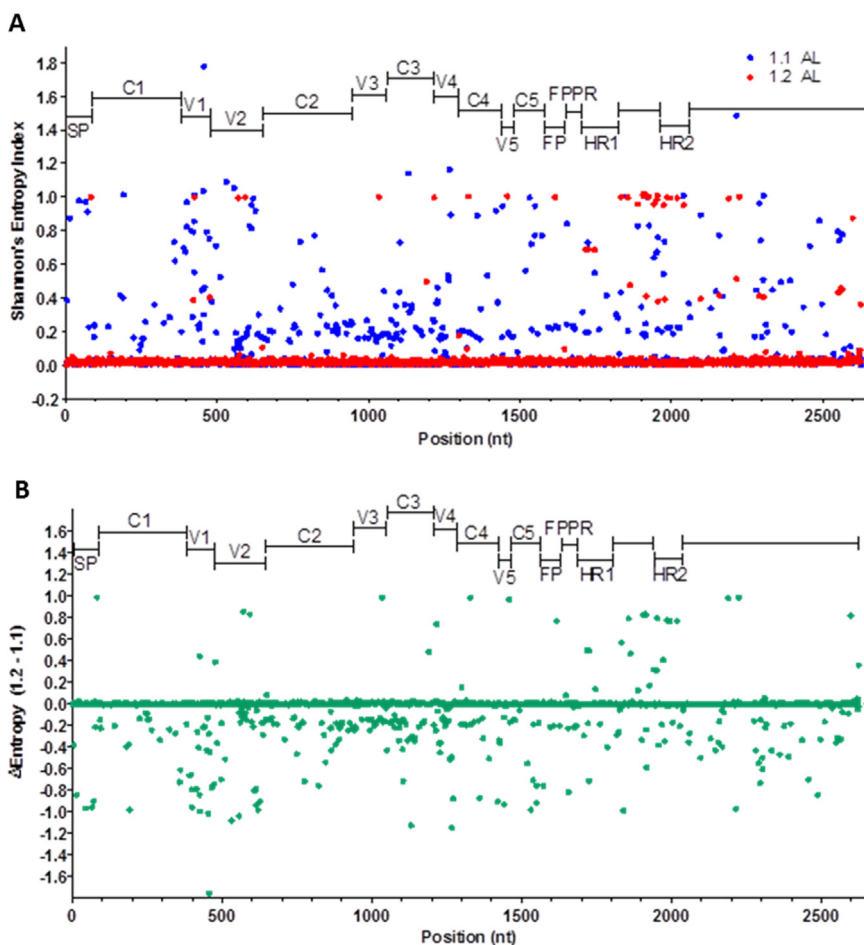 A
1.1 AL
1.2 AL
C1
V1
V2
C2
V3
C3
V4
C4
C5
FPPR
SP
V5
FP
HR1
HR2
Shannon's Entropy Index
1.8
1.6
1.4
1.2
1.0
0.8
0.6
0.4
0.2
0.0
-0.2
0 500 1000 1500 2000 2500
Position (nt)
B
C1
V1
V2
C2
V3
C3
V4
C4
C5
FPPR
SP
V5
FP
HR1
HR2
ΔEntropy (1.2 - 1.1)
1.6
1.4
1.2
1.0
0.8
0.6
0.4
0.2
0.0
-0.2
-0.4
-0.6
-0.8
-1.0
-1.2
-1.4
-1.6
0 500 1000 1500 2000 2500
Position (nt)